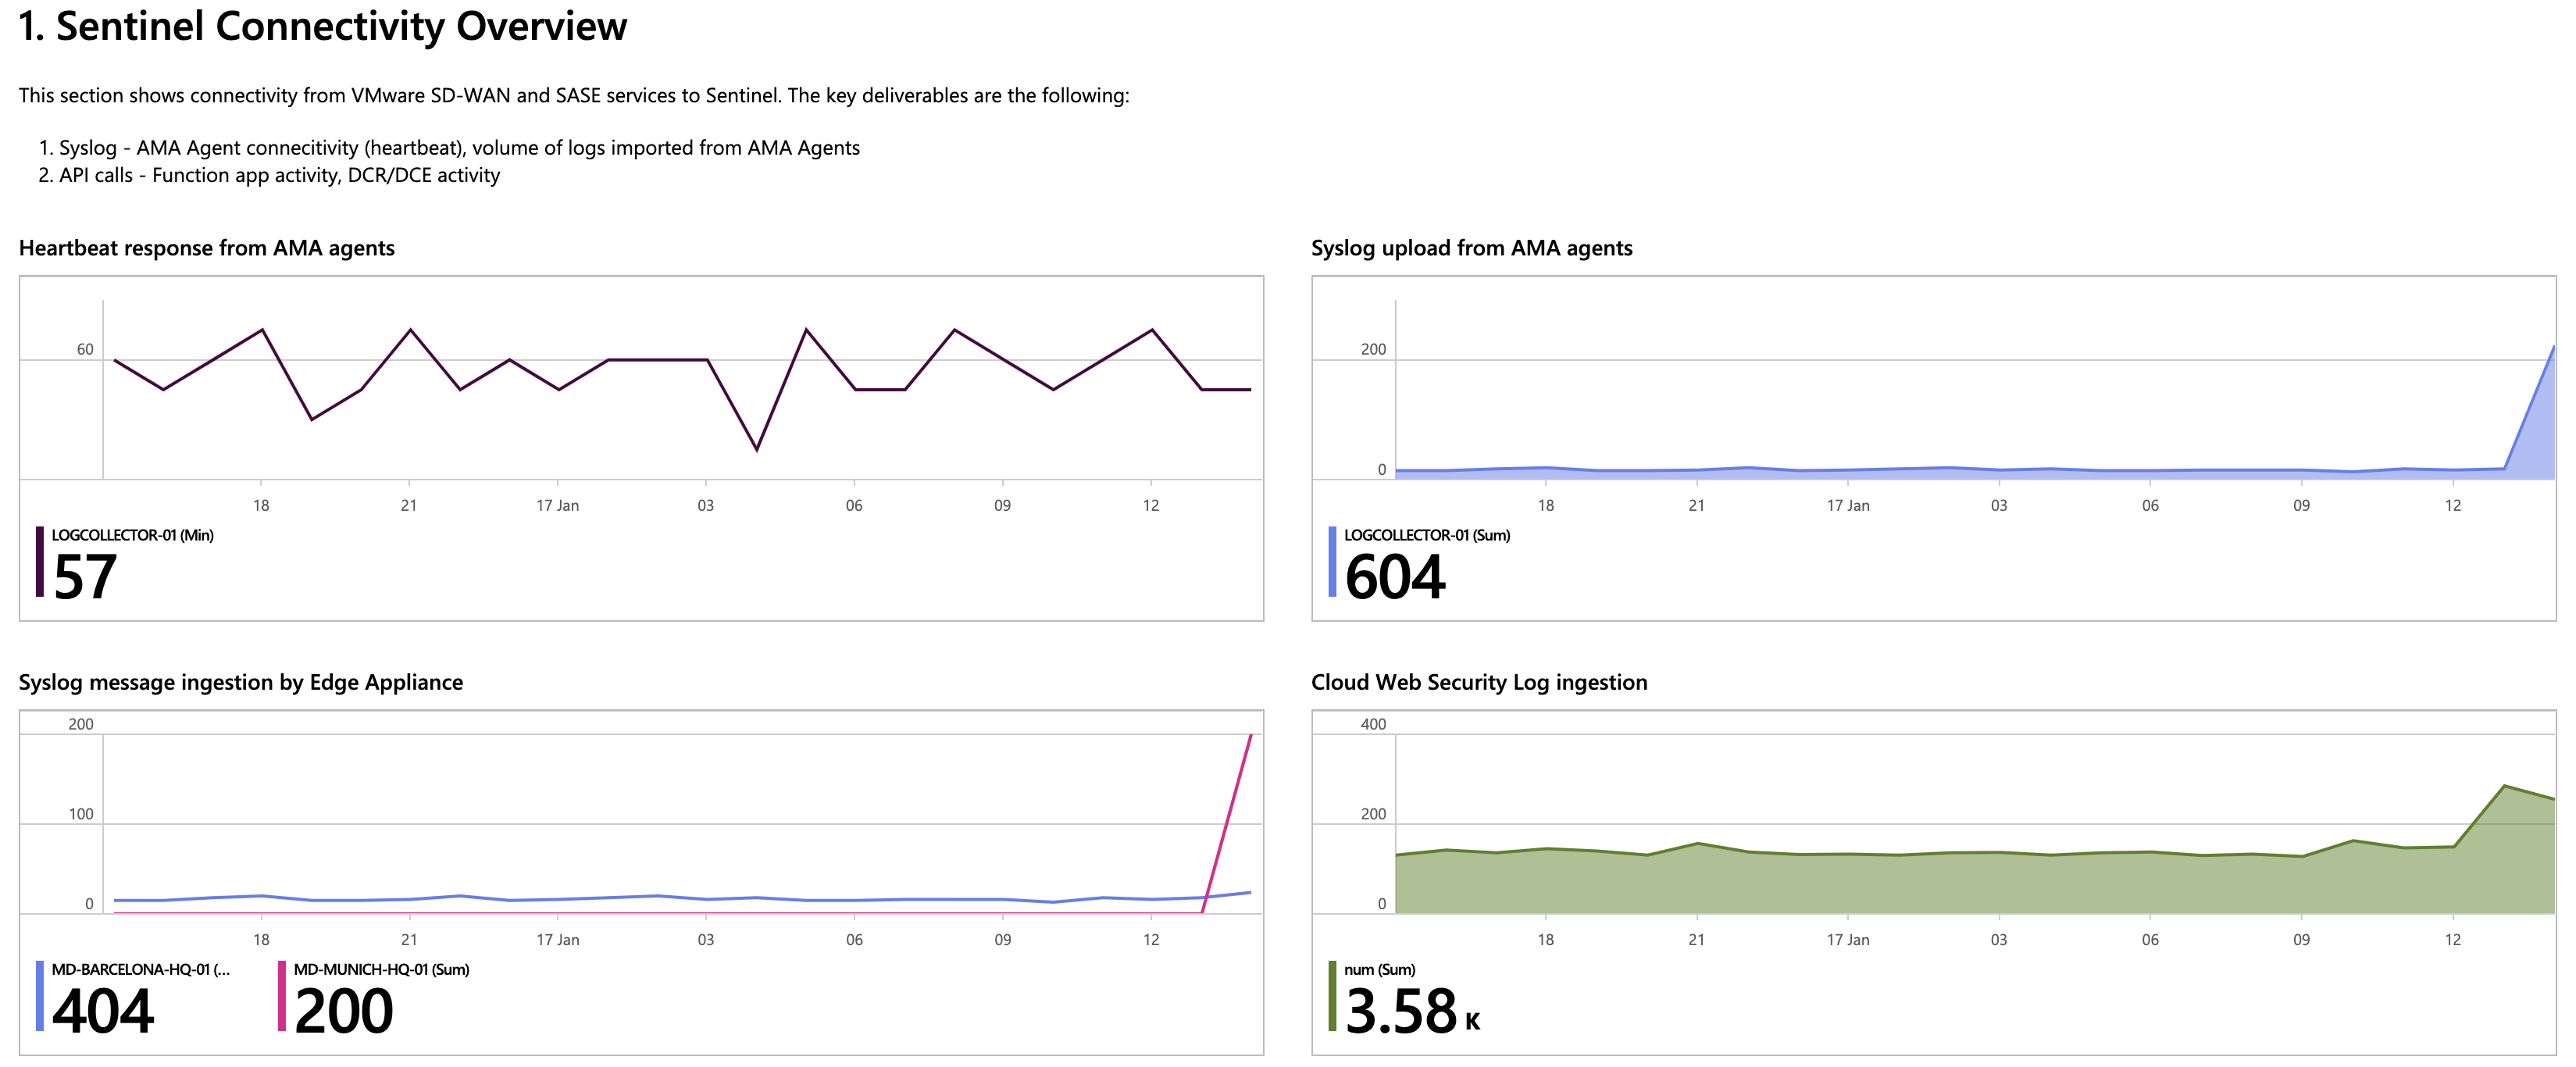 1. Sentinel Connectivity Overview
This section shows connectivity from VMware SD-WAN and SASE services to Sentinel. The key deliverables are the following:
1. Syslog - AMA Agent connecitivity (heartbeat), volume of logs imported from AMA Agents
2. API calls - Function app activity, DCR/DCE activity
Heartbeat response from AMA agents
60
18 21 17 Jan 03 06 09 12
LOGCOLLECTOR-01 (Min)
57
Syslog upload from AMA agents
200
0
18 21 17 Jan 03 06 09 12
LOGCOLLECTOR-01 (Sum)
604
Syslog message ingestion by Edge Appliance
200
100
0
18 21 17 Jan 03 06 09 12
MD-BARCELONA-HQ-01 (... MD-MUNICH-HQ-01 (Sum)
404 200
Cloud Web Security Log ingestion
400
200
0
18 21 17 Jan 03 06 09 12
num (Sum)
3.58 K